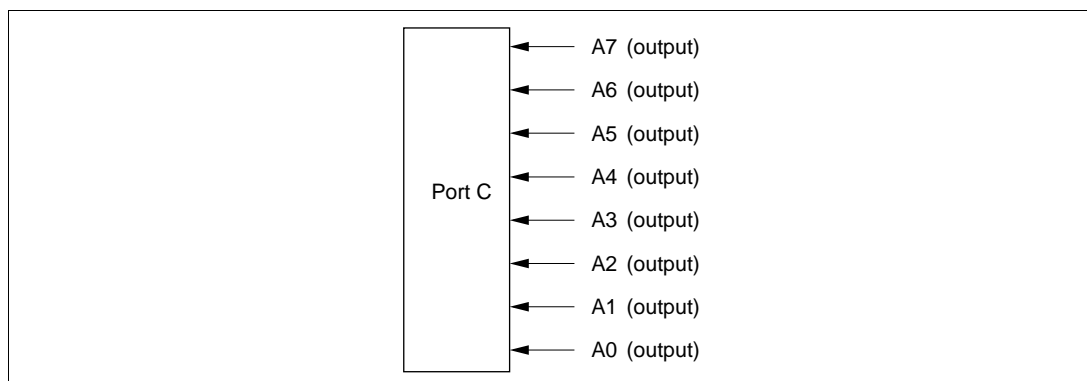 A7 (output)
A6 (output)
A5 (output)
A4 (output)
Port C
A3 (output)
A2 (output)
A1 (output)
A0 (output)